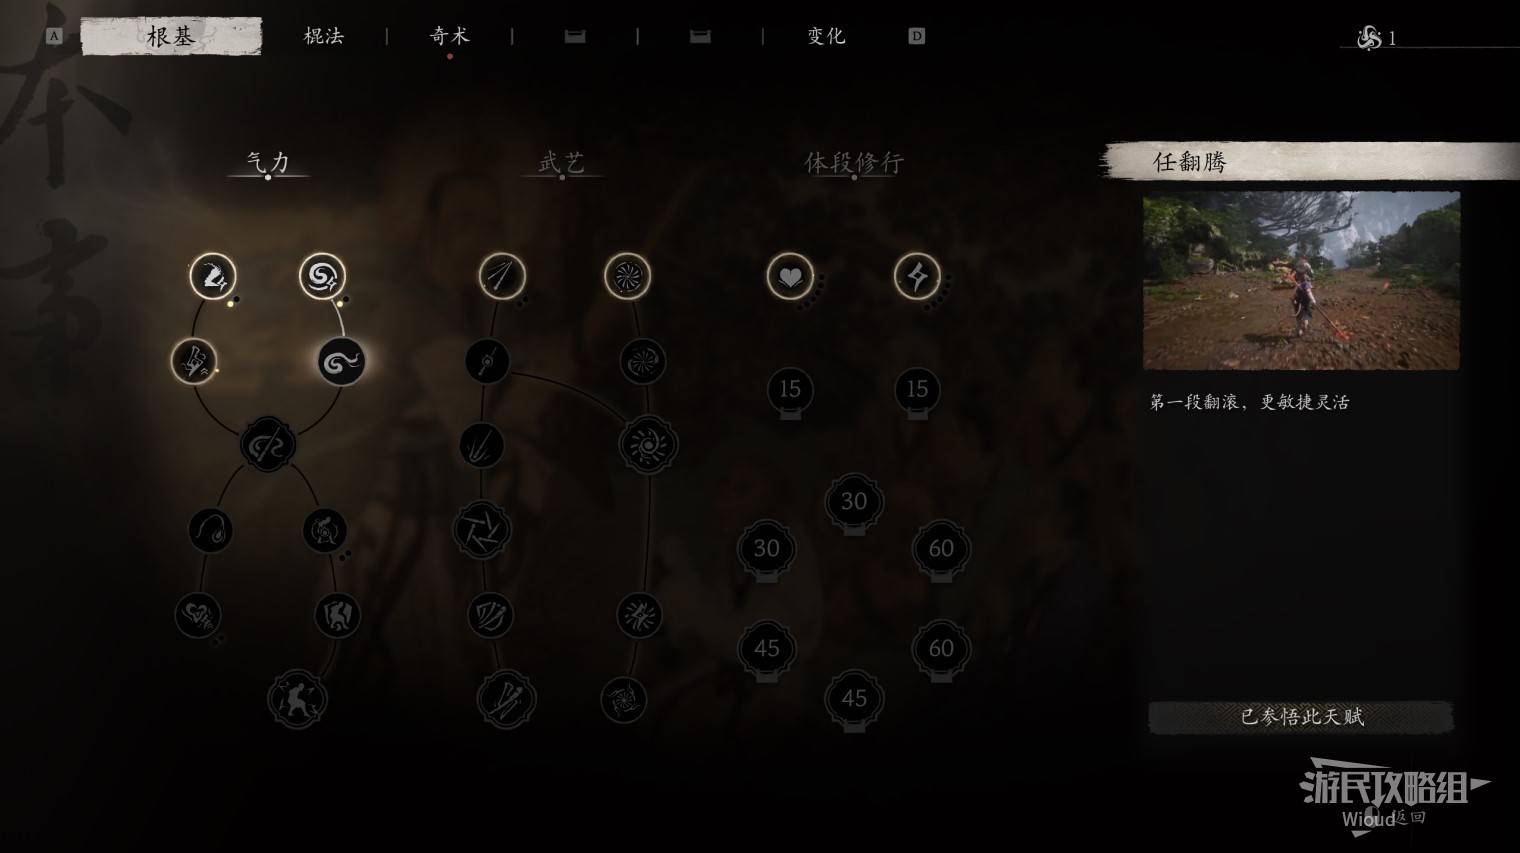 A 根基 棍法 奇术 变化 D 1
气力 武艺 体段修行 任翻腾
15 15
第一段翻滚，更敏捷灵活
30
30 60
45 60
45
已参悟此天赋
游民攻略组
Wioud 返回